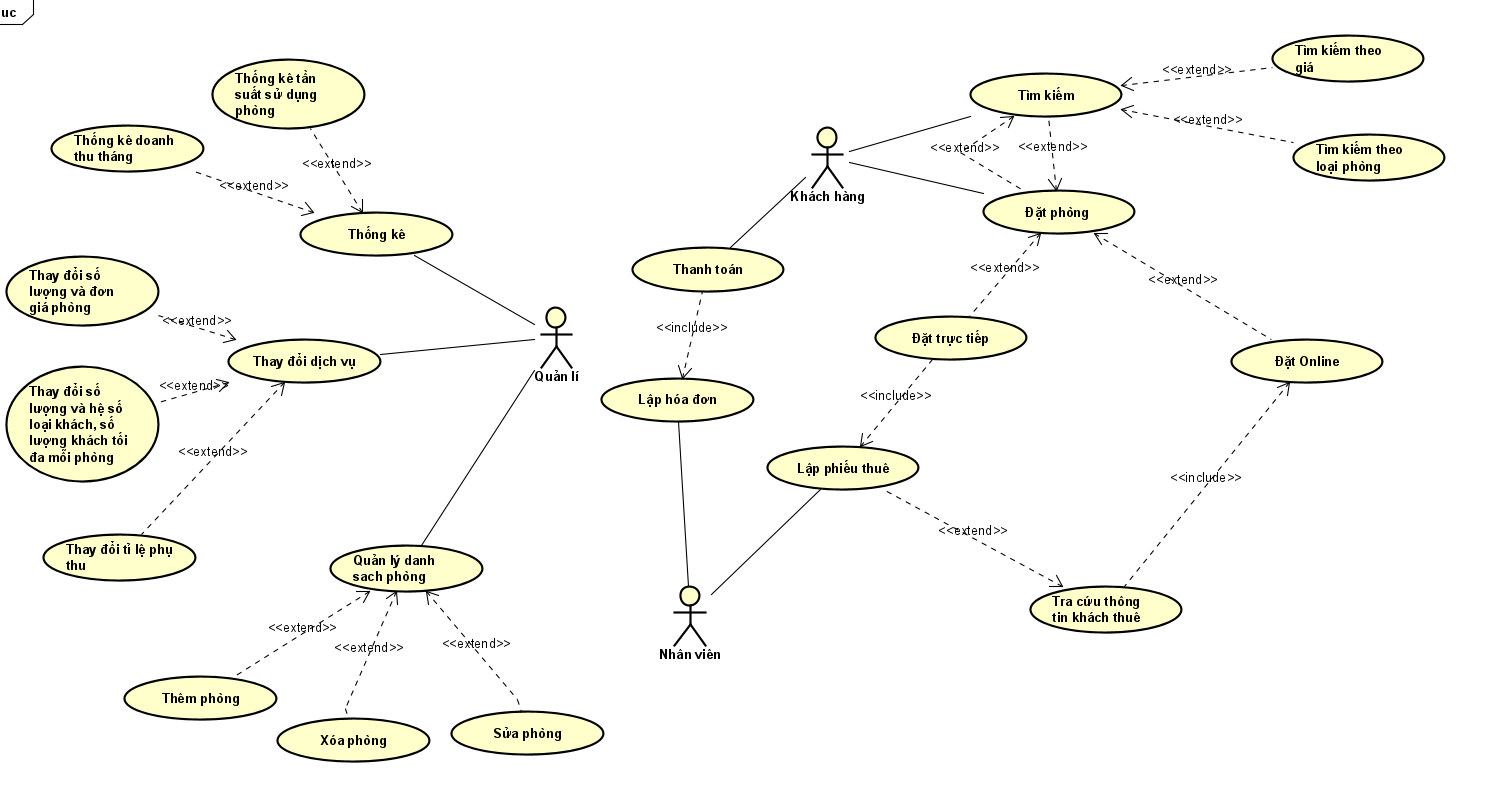 uc
Thống kê tần
suất sử dụng
phòng
Thống kê doanh
thu tháng
<<extend>>
<<extend>>
Thống kê
Thay đổi số
lượng và đơn
giá phòng
<<extend>>
Thay đổi dịch vụ
Thay đổi số
lượng và hệ số
loại khách, số
lượng khách tối
đa mỗi phòng
<<extend>>
<<extend>>
Thay đổi tỉ lệ phụ
thu
Quản lí
Quản lý danh
sach phòng
<<extend>>
<<extend>>
<<extend>>
Thêm phòng
Xóa phòng
Sửa phòng
Khách hàng
Tìm kiếm
<<extend>>
<<extend>>
Tìm kiếm theo
giá
Tìm kiếm theo
loại phòng
<<extend>>
<<extend>>
Đặt phòng
Thanh toán
<<include>>
Lập hóa đơn
<<extend>>
<<extend>>
Đặt trực tiếp
Đặt Online
<<include>>
Lập phiếu thuê
<<include>>
<<extend>>
Tra cứu thông
tin khách thuê
Nhân viên